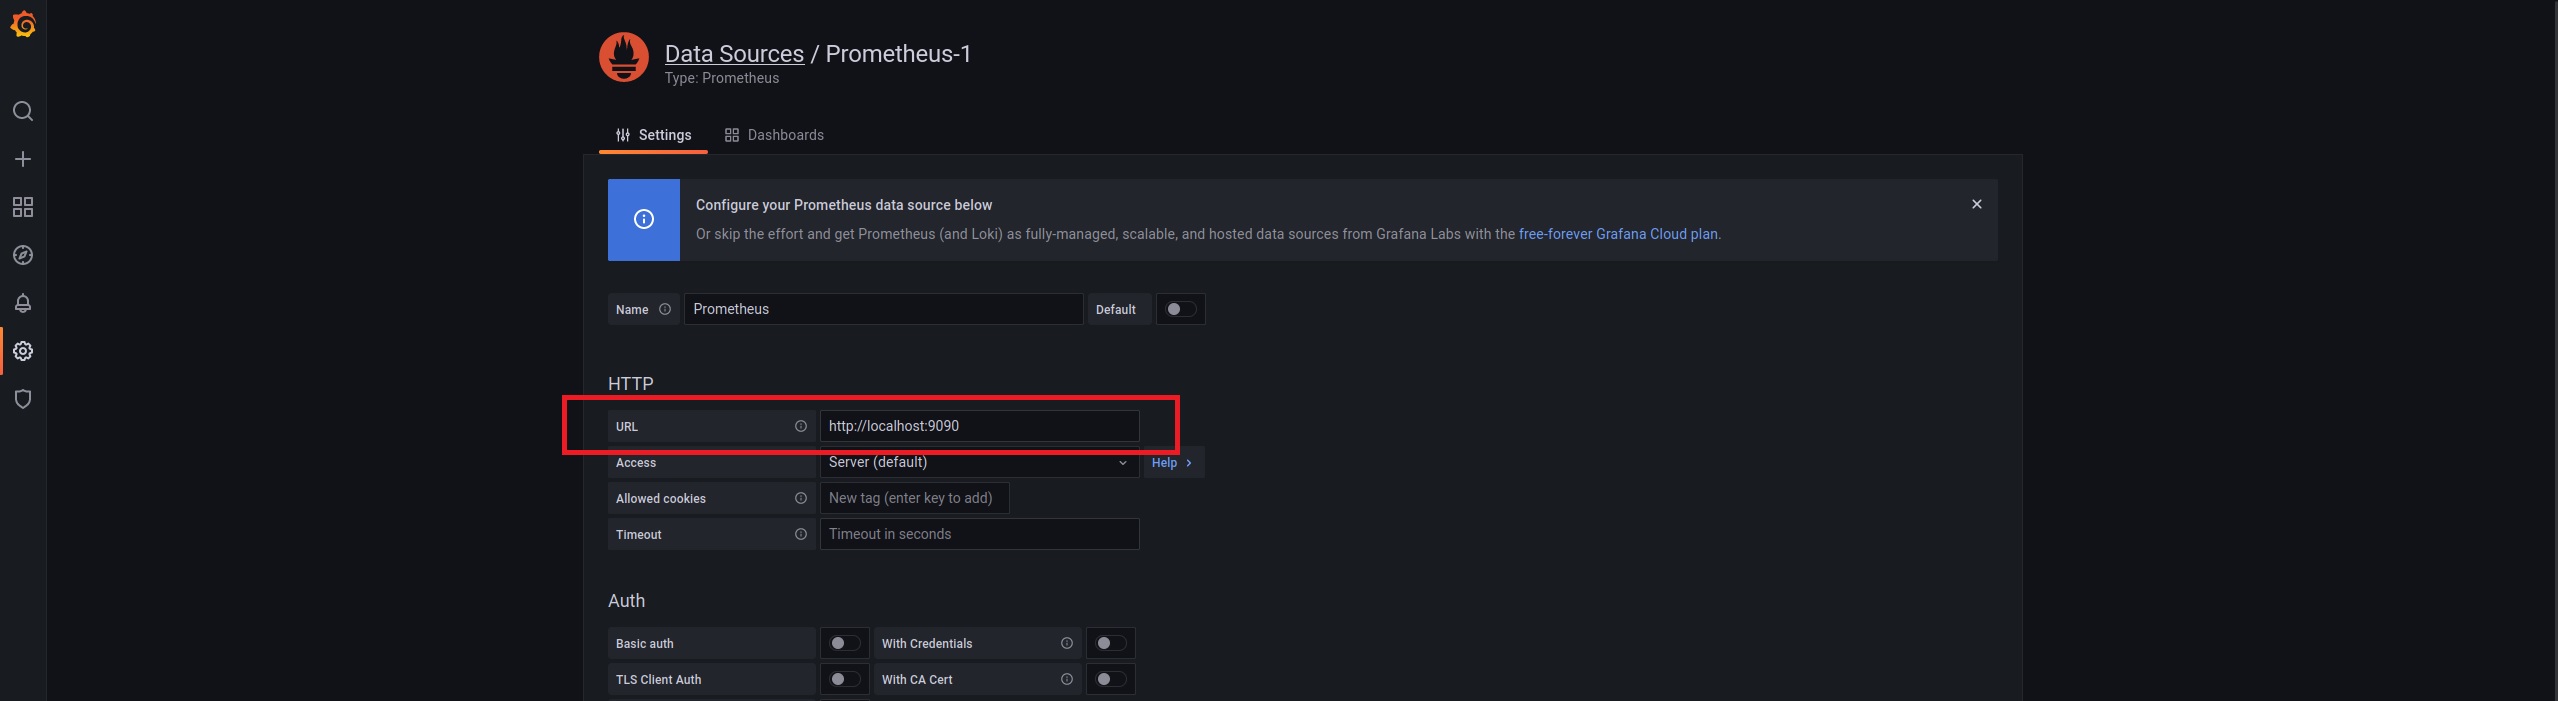 Data Sources / Prometheus-1
Type: Prometheus
Settings Dashboards
Configure your Prometheus data source below
Or skip the effort and get Prometheus (and Loki) as fully-managed, scalable, and hosted data sources from Grafana Labs with the free-forever Grafana Cloud plan.
Name Prometheus Default
HTTP
URL http://localhost:9090
Access Server (default) Help
Allowed cookies New tag (enter key to add)
Timeout Timeout in seconds
Auth
Basic auth With Credentials
TLS Client Auth With CA Cert